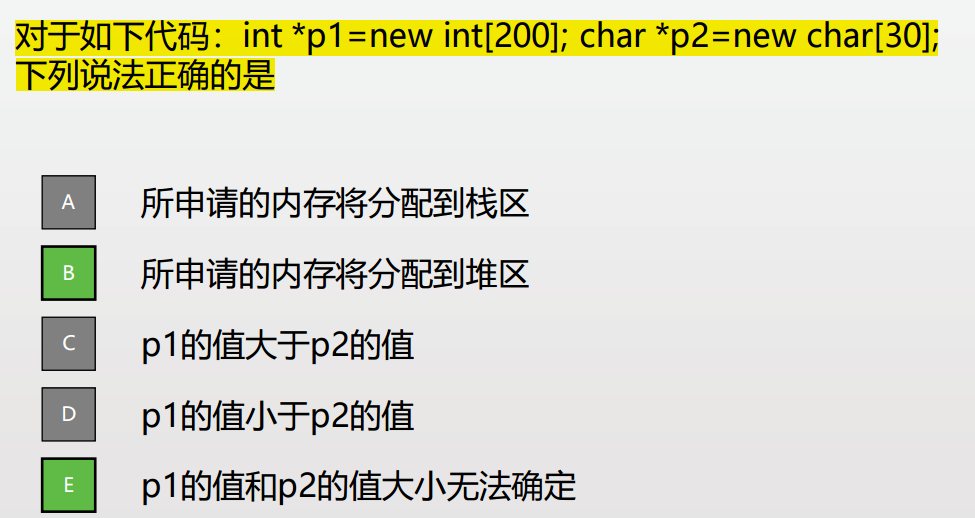 对于如下代码：int *p1=new int[200]; char *p2=new char[30];
下列说法正确的是
A 所申请的内存将分配到栈区
B 所申请的内存将分配到堆区
C p1的值大于p2的值
D p1的值小于p2的值
E p1的值和p2的值大小无法确定